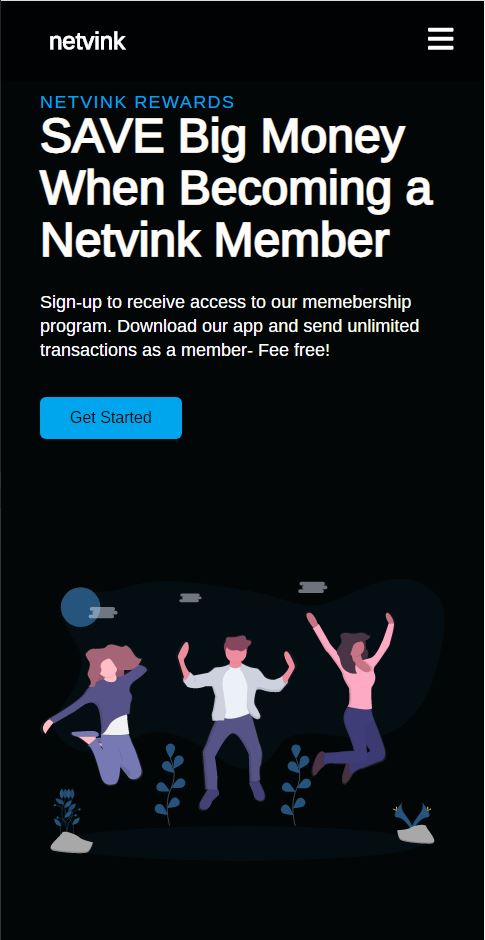 netvink
NETVINK REWARDS
SAVE Big Money
When Becoming a
Netvink Member
Sign-up to receive access to our memebership
program. Download our app and send unlimited
transactions as a member- Fee free!
Get Started